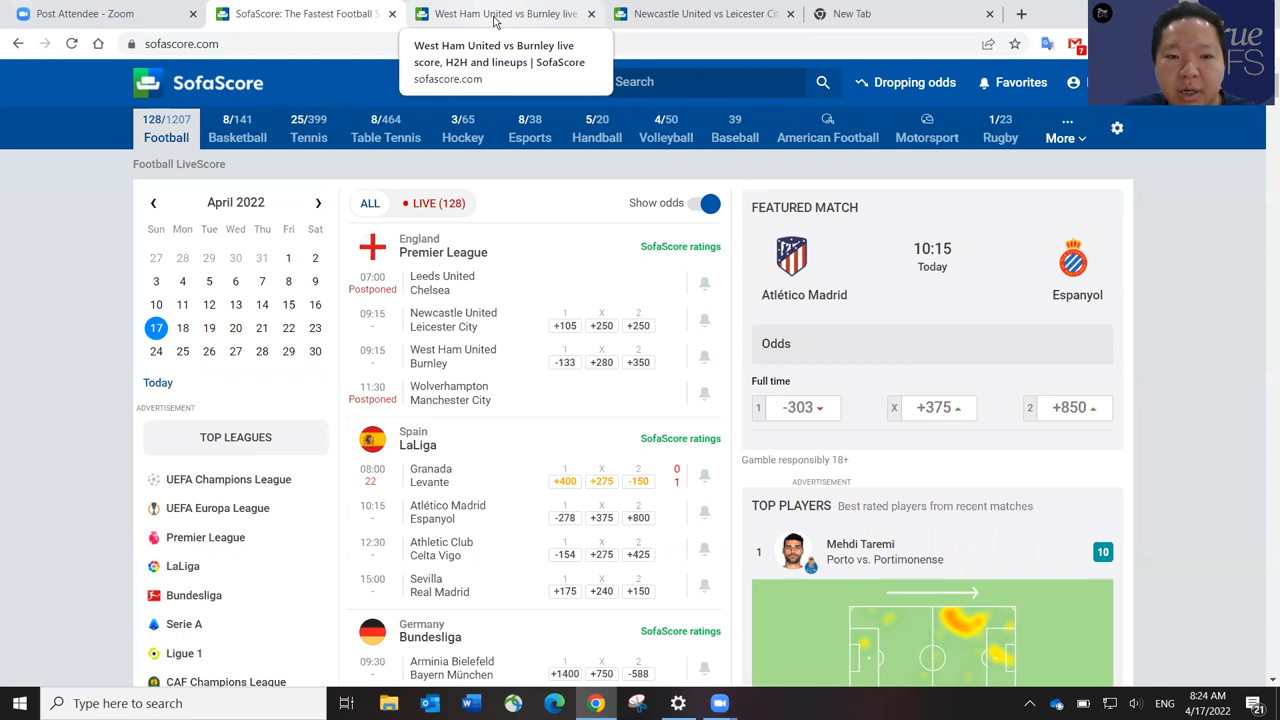 Post Attendee - Zoom
SofaScore: The Fastest Football S
West Ham United vs Burnley live
Newcastle United vs Leicester Cit
New Tab
sofascore.com
West Ham United vs Burnley live
score, H2H and lineups | SofaScore
sofascore.com
7
True
FS
SofaScore
Search
Dropping odds
Favorites
128/1207
Football
8/141
Basketball
25/399
Tennis
8/464
Table Tennis
3/65
Hockey
8/38
Esports
5/20
Handball
4/50
Volleyball
39
Baseball
American Football
Motorsport
1/23
Rugby
...
More
Football LiveScore
April 2022
Sun Mon Tue Wed Thu Fri Sat
27 28 29 30 31 1 2
3 4 5 6 7 8 9
10 11 12 13 14 15 16
17 18 19 20 21 22 23
24 25 26 27 28 29 30
Today
ADVERTISEMENT
TOP LEAGUES
UEFA Champions League
UEFA Europa League
Premier League
LaLiga
Bundesliga
Serie A
Ligue 1
CAF Champions League
ALL
LIVE (128)
Show odds
England
Premier League
SofaScore ratings
07:00 Leeds United
Postponed Chelsea
09:15 Newcastle United 1 X 2
- Leicester City +105 +250 +250
09:15 West Ham United 1 X 2
- Burnley -133 +280 +350
11:30 Wolverhampton
Postponed Manchester City
Spain
LaLiga
SofaScore ratings
08:00 Granada 1 X 2 0
22 Levante +400 +275 -150 1
10:15 Atlético Madrid 1 X 2
- Espanyol -278 +375 +800
12:30 Athletic Club 1 X 2
- Celta Vigo -154 +275 +425
15:00 Sevilla 1 X 2
- Real Madrid +175 +240 +150
Germany
Bundesliga
SofaScore ratings
09:30 Arminia Bielefeld 1 X 2
- Bayern München +1400 +750 -588
FEATURED MATCH
10:15
Today
Atlético Madrid
Espanyol
Odds
Full time
1 -303 X +375 2 +850
Gamble responsibly 18+
ADVERTISEMENT
TOP PLAYERS Best rated players from recent matches
1 Mehdi Taremi 10
Porto vs. Portimonense
Type here to search
8:24 AM
4/17/2022
21